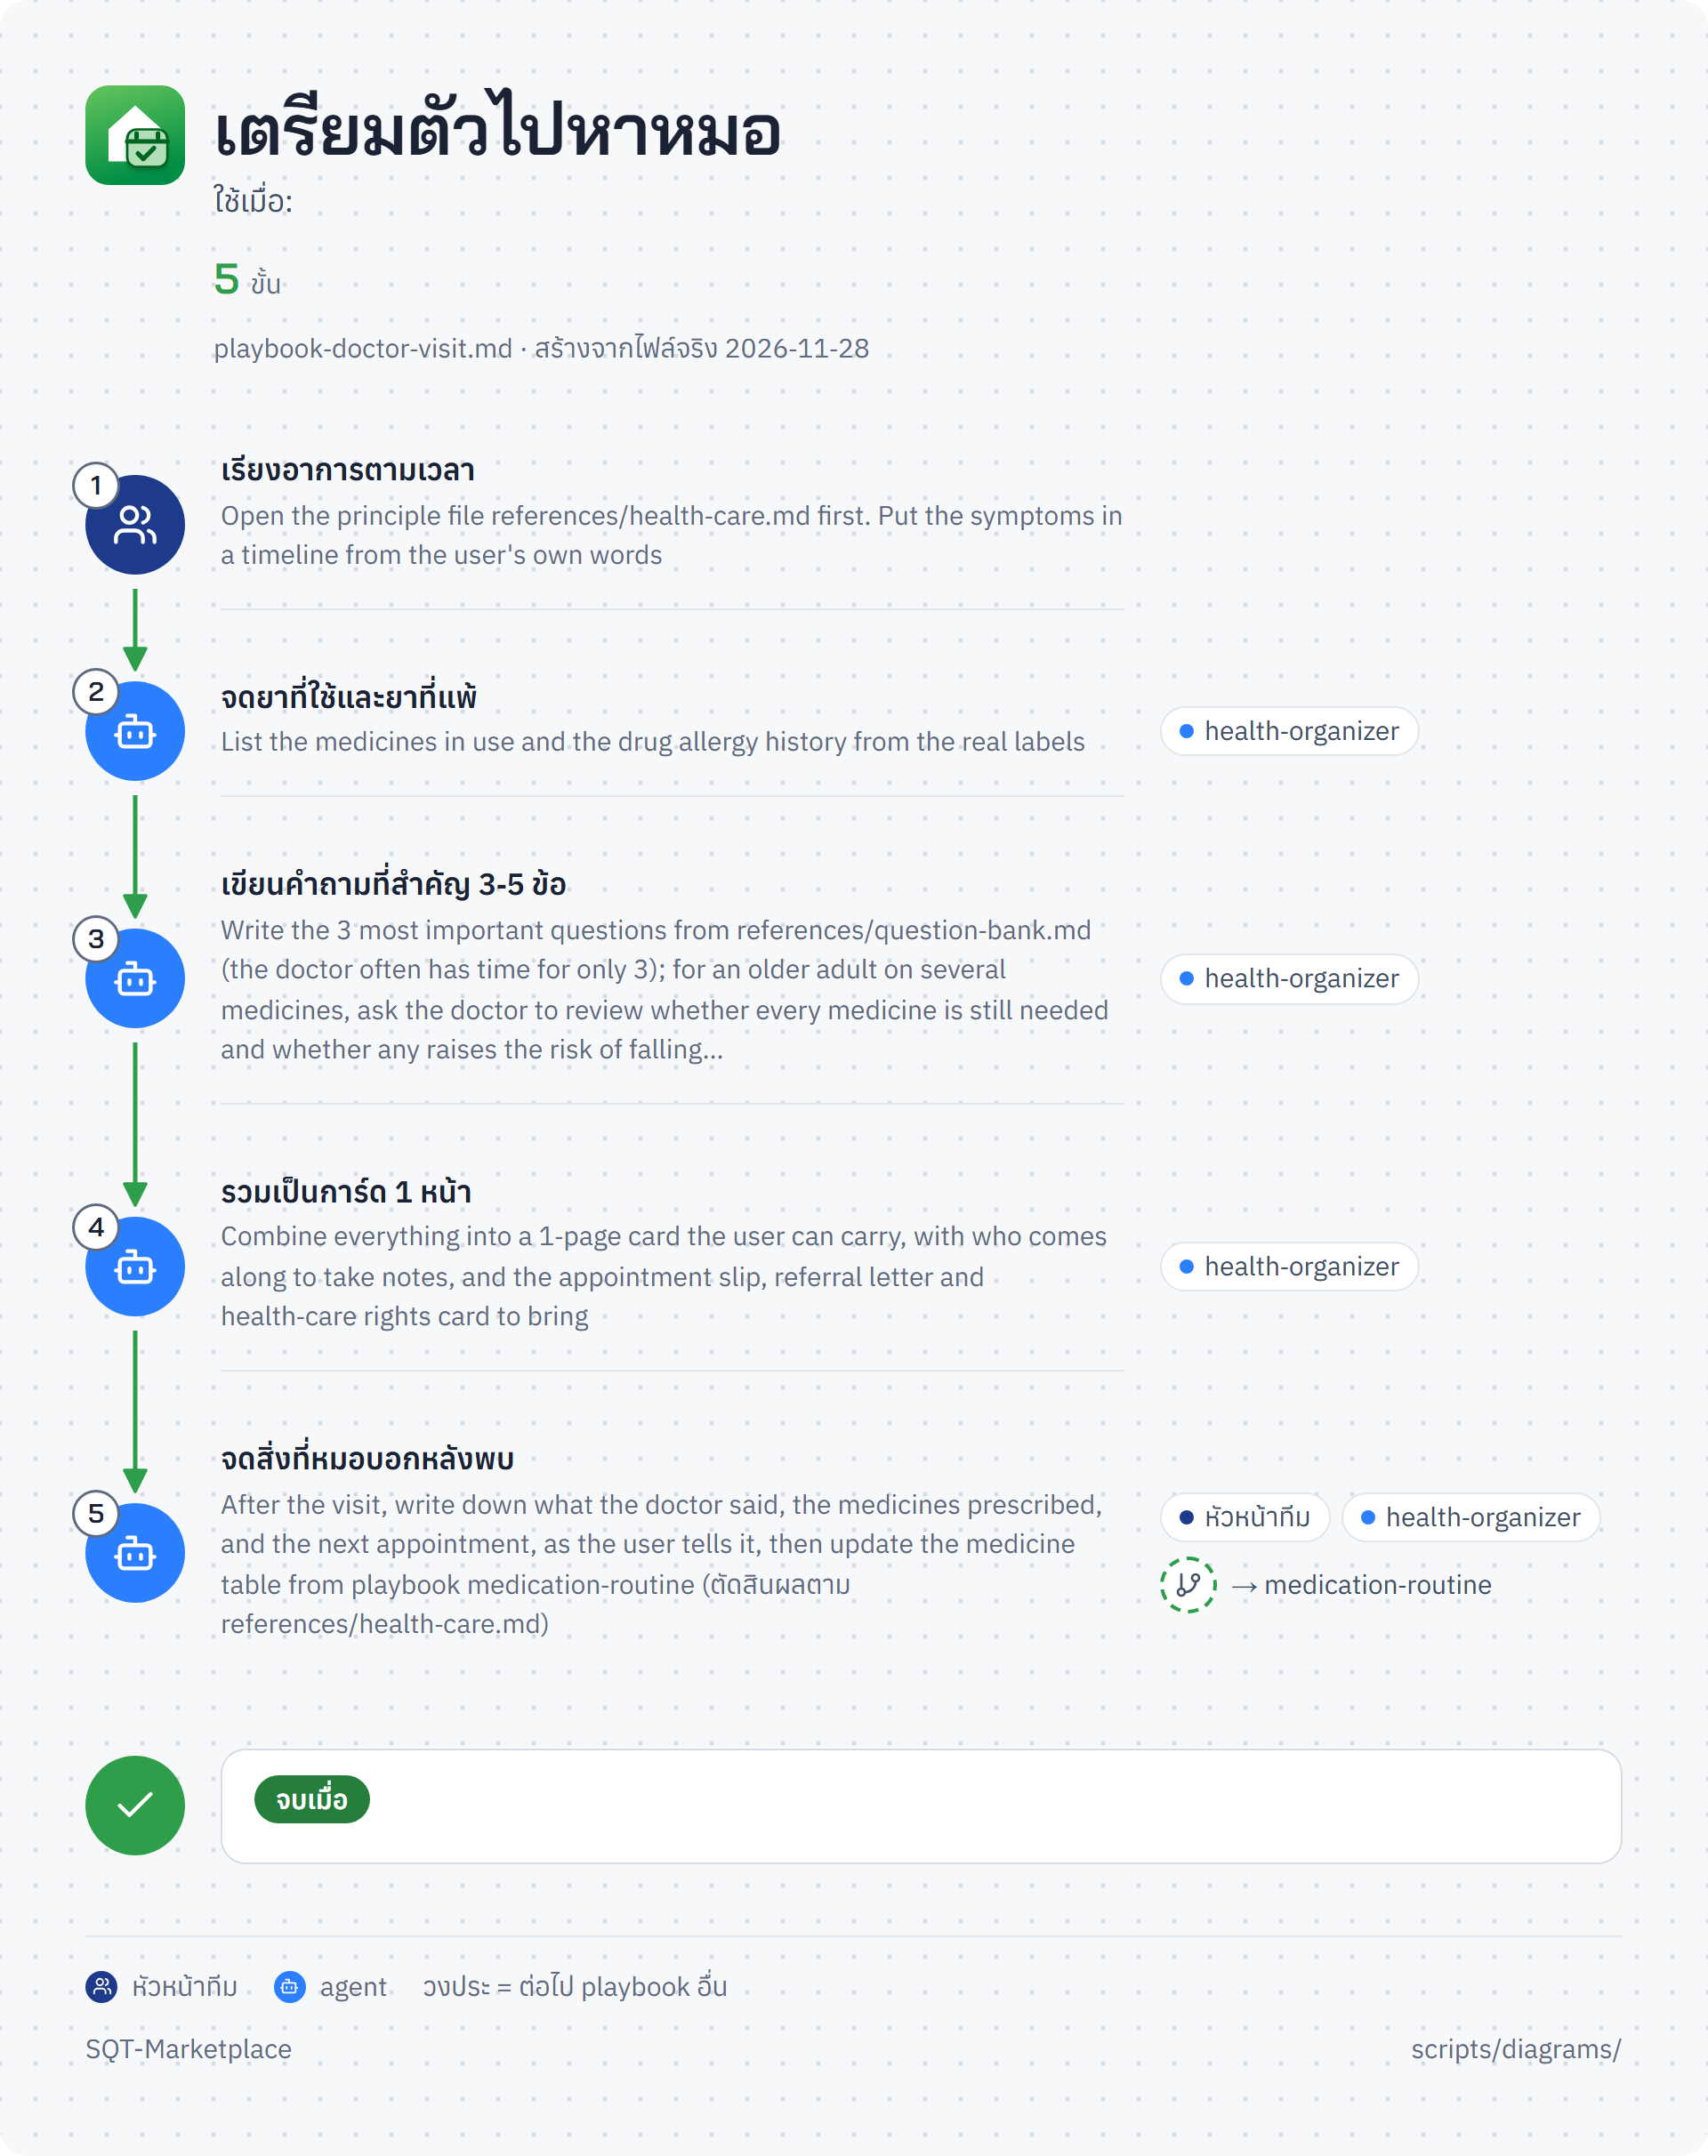 เตรียมตัวไปหาหมอ
ใช้เมื่อ:
5 ขั้น
playbook-doctor-visit.md · สร้างจากไฟล์จริง 2026-11-28
1
เรียงอาการตามเวลา
Open the principle file references/health-care.md first. Put the symptoms in
a timeline from the user's own words
2
จดยาที่ใช้และยาที่แพ้
List the medicines in use and the drug allergy history from the real labels
health-organizer
3
เขียนคำถามที่สำคัญ 3-5 ข้อ
Write the 3 most important questions from references/question-bank.md
(the doctor often has time for only 3); for an older adult on several
medicines, ask the doctor to review whether every medicine is still needed
and whether any raises the risk of falling…
health-organizer
4
รวมเป็นการ์ด 1 หน้า
Combine everything into a 1-page card the user can carry, with who comes
along to take notes, and the appointment slip, referral letter and
health-care rights card to bring
health-organizer
5
จดสิ่งที่หมอบอกหลังพบ
After the visit, write down what the doctor said, the medicines prescribed,
and the next appointment, as the user tells it, then update the medicine
table from playbook medication-routine (ตัดสินผลตาม
references/health-care.md)
หัวหน้าทีม health-organizer
→ medication-routine
จบเมื่อ
หัวหน้าทีม agent วงประ = ต่อไป playbook อื่น
SQT-Marketplace scripts/diagrams/